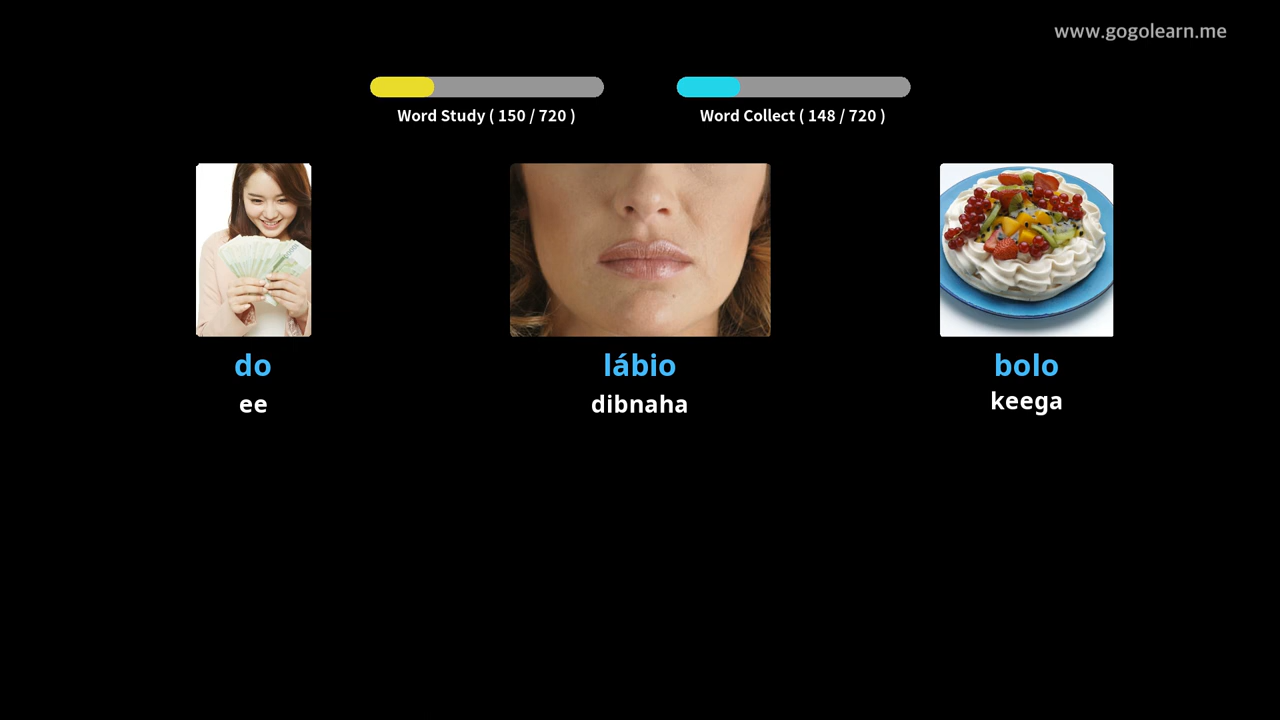 www.gogolearn.me
Word Study ( 150 / 720 )
Word Collect ( 148 / 720 )
do
ee
lábio
dibnaha
bolo
keega